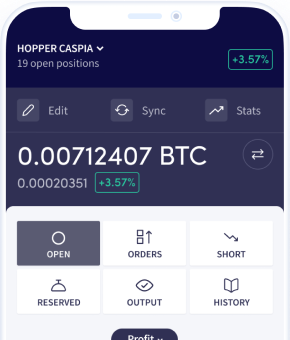 HOPPER CASPIA
19 open positions
+3.57%
Edit
Sync
Stats
0.00712407 BTC
0.00020351 +3.57%
OPEN
ORDERS
SHORT
RESERVED
OUTPUT
HISTORY
Profit